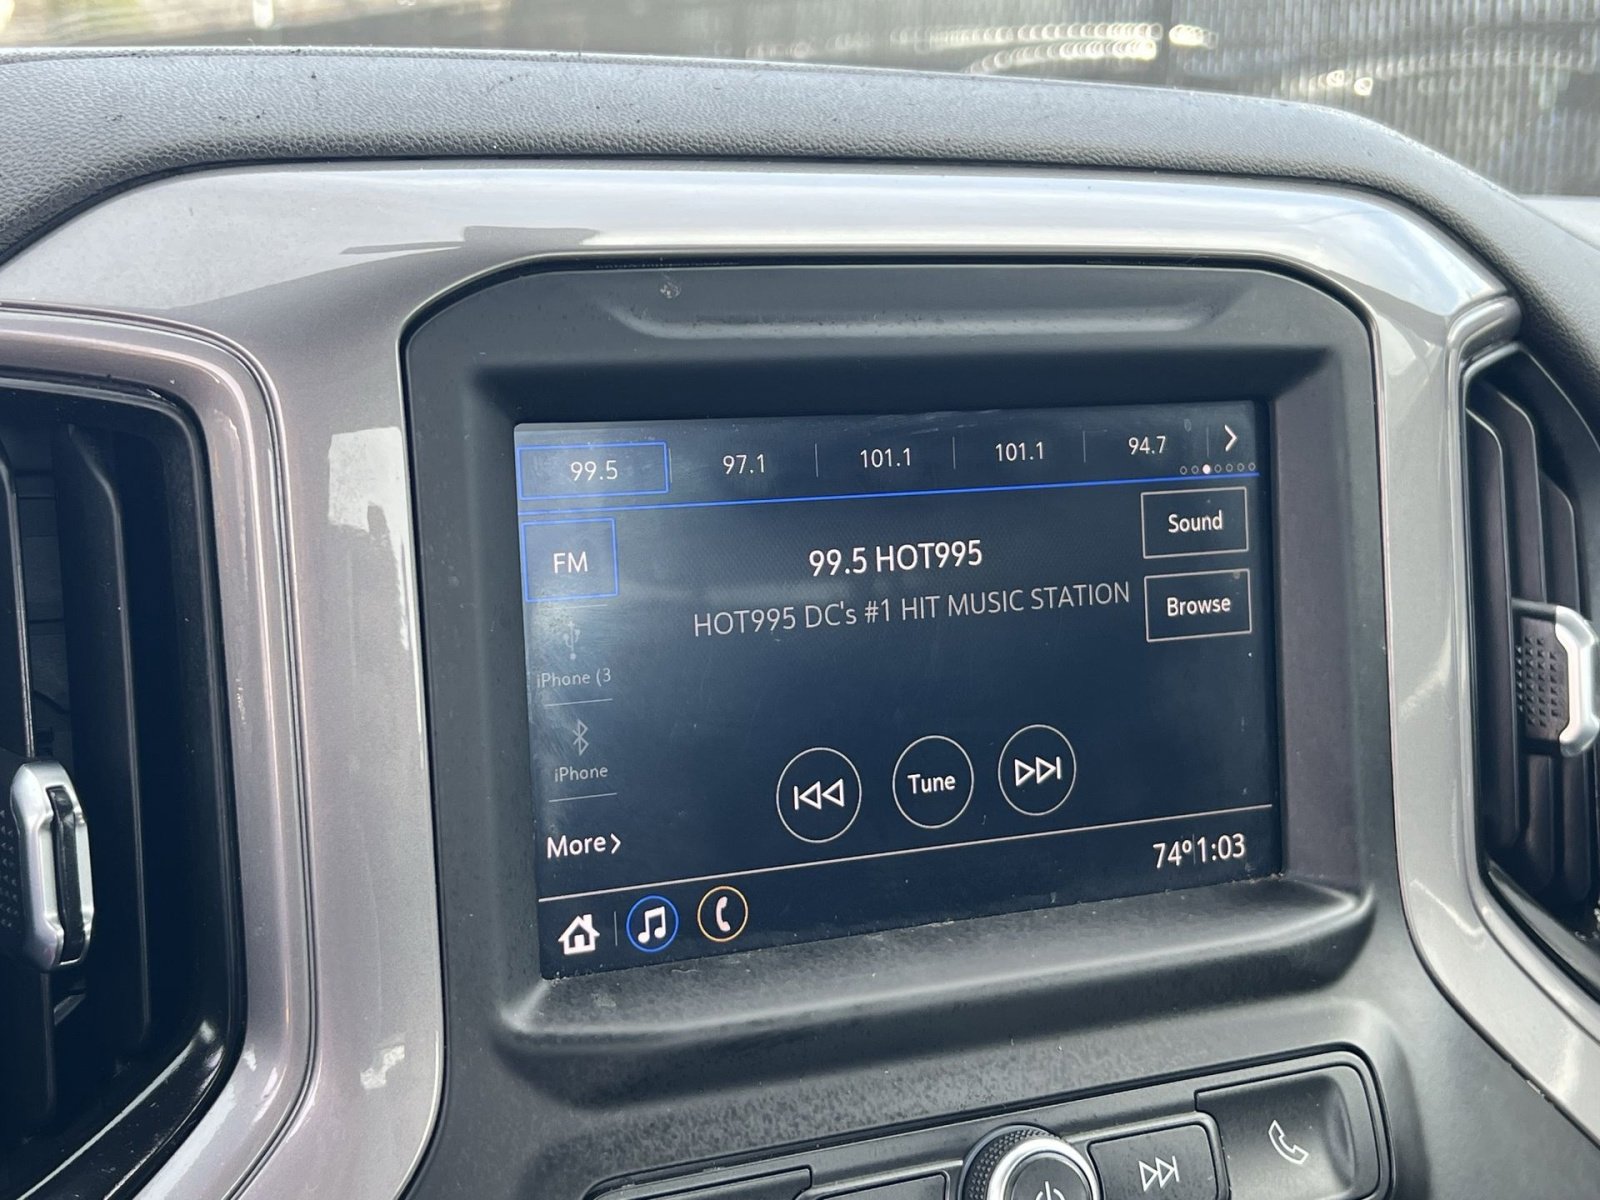 99.5 97.1 101.1 101.1 94.7
FM
99.5 HOT995
HOT995 DC's #1 HIT MUSIC STATION
Sound
Browse
iPhone (3
iPhone
Tune
More
74° 1:03